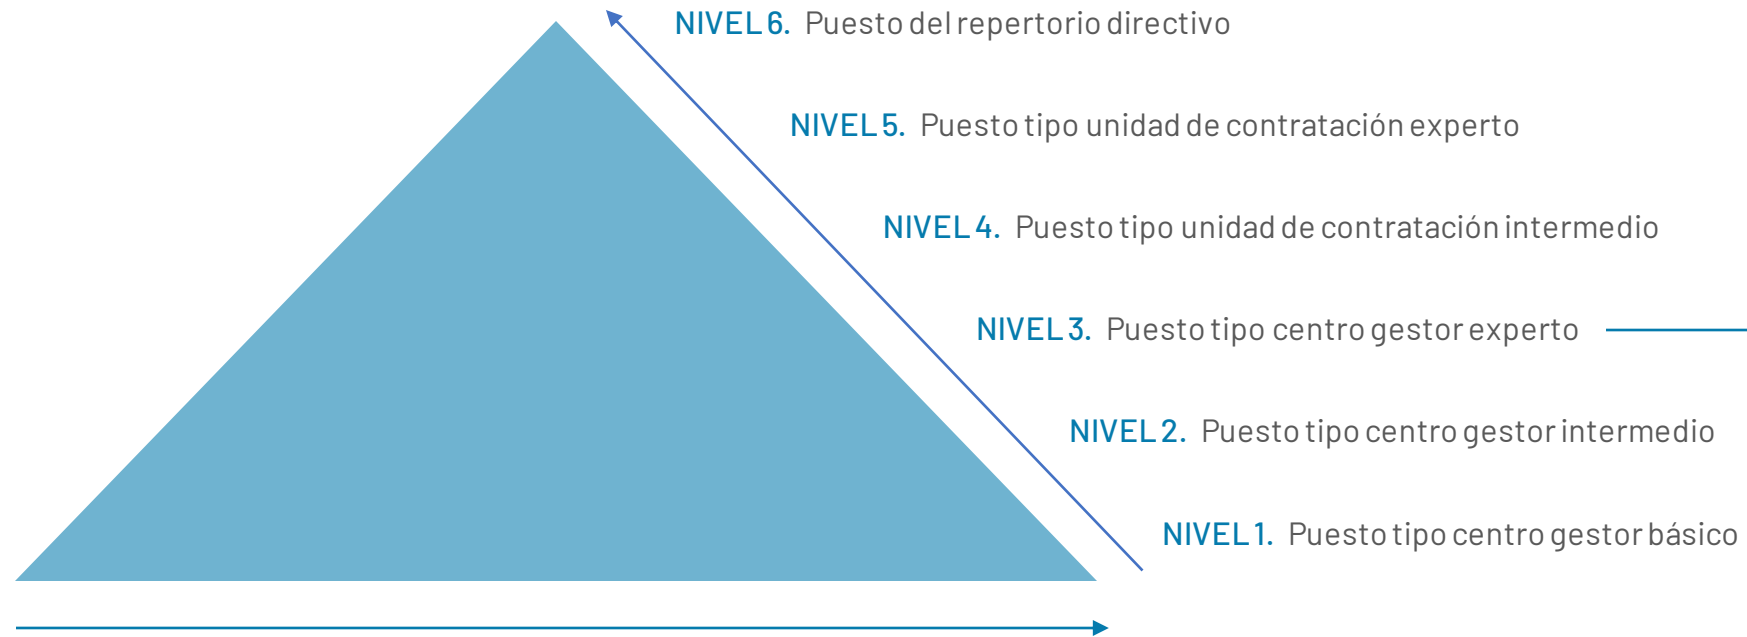 NIVEL 6. Puesto del repertorio directivo
NIVEL 5. Puesto tipo unidad de contratación experto
NIVEL 4. Puesto tipo unidad de contratación intermedio
NIVEL 3. Puesto tipo centro gestor experto
NIVEL 2. Puesto tipo centro gestor intermedio
NIVEL 1. Puesto tipo centro gestor básico